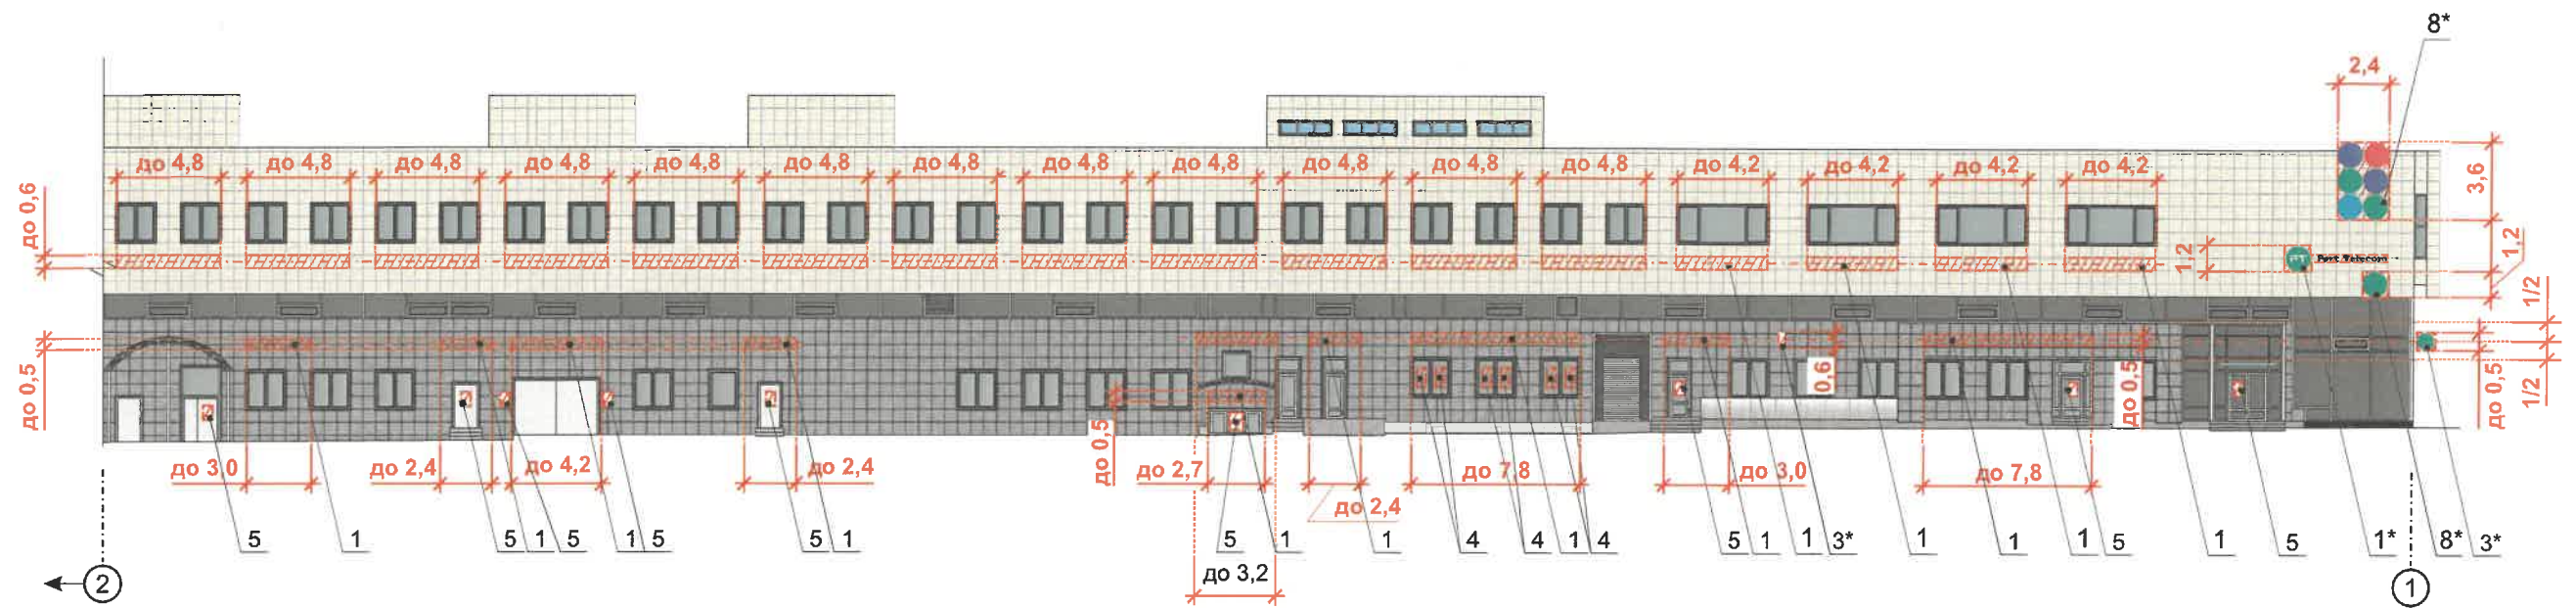 8*
2,4
до 4,8 до 4,8 до 4,8 до 4,8 до 4,8 до 4,8 до 4,8 до 4,8 до 4,8 до 4,8 до 4,8 до 4,8 до 4,2 до 4,2 до 4,2 до 4,2
3,6
до 0,6
1,2
PT Port Telecom
1,2
1/2
до 0,5
0,6
до 0,5
до 0,5
1/2
до 0,5
до 3,0 до 2,4 до 4,2 до 2,4 до 2,7 до 7,8 до 3,0 до 7,8
до 2,4
5 1 5 1 5 1 5 5 1 5 1 1 4 4 1 4 5 1 1 3* 1 1 1 5 1 5 1* 8* 3*
до 3,2
2 1